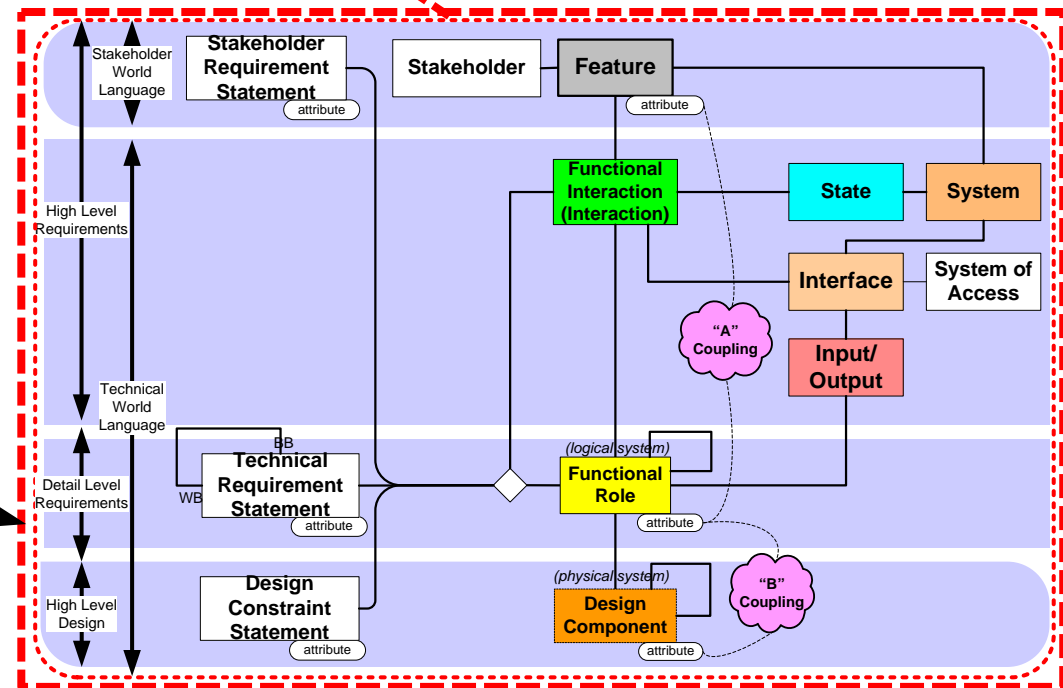 Stakeholder
World
Language
Stakeholder
Requirement
Statement
attribute
Stakeholder
Feature
attribute
High Level
Requirements
Functional
Interaction
(Interaction)
State
System
Interface
System of
Access
“A”
Coupling
Input/
Output
Technical
World
Language
Detail Level
Requirements
BB
WB
Technical
Requirement
Statement
attribute
(logical system)
Functional
Role
attribute
High Level
Design
Design
Constraint
Statement
(physical system)
Design
Component
attribute
“B”
Coupling